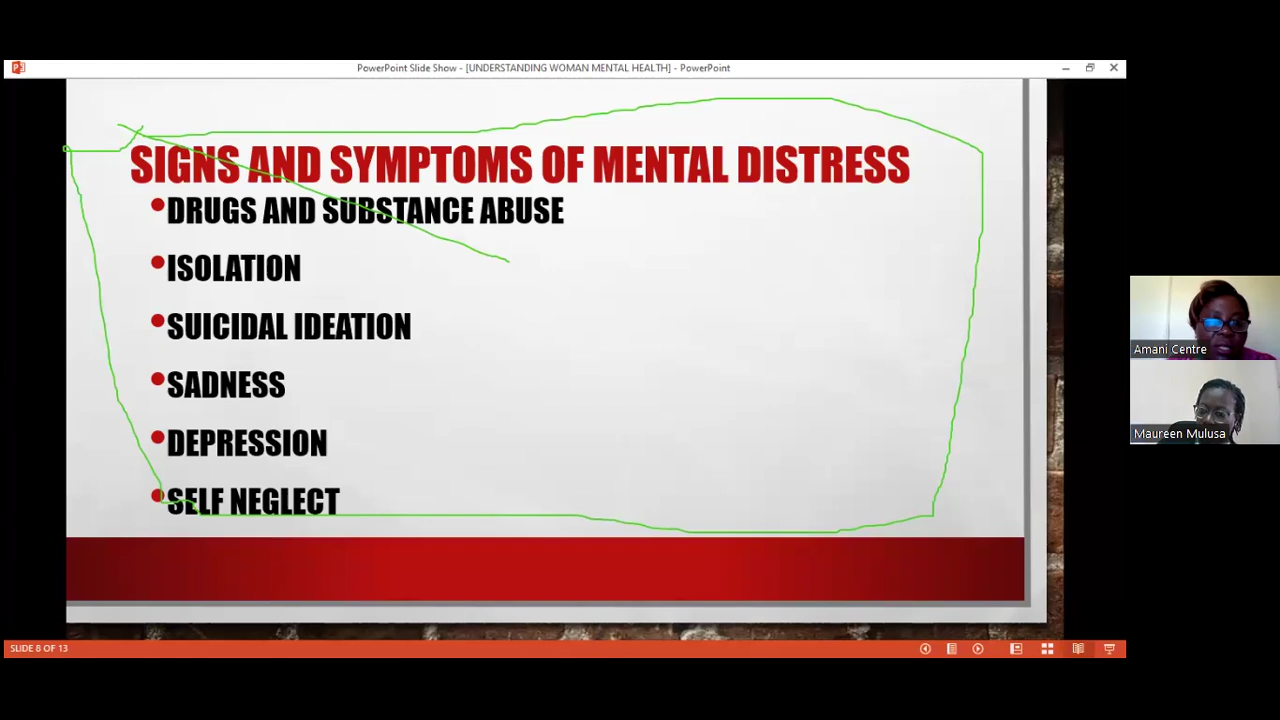 PowerPoint Slide Show - [UNDERSTANDING WOMAN MENTAL HEALTH] - PowerPoint
SIGNS AND SYMPTOMS OF MENTAL DISTRESS
•DRUGS AND SUBSTANCE ABUSE
•ISOLATION
•SUICIDAL IDEATION
•SADNESS
•DEPRESSION
•SELF NEGLECT
Amani Centre
Maureen Mulusa
SLIDE 8 OF 13